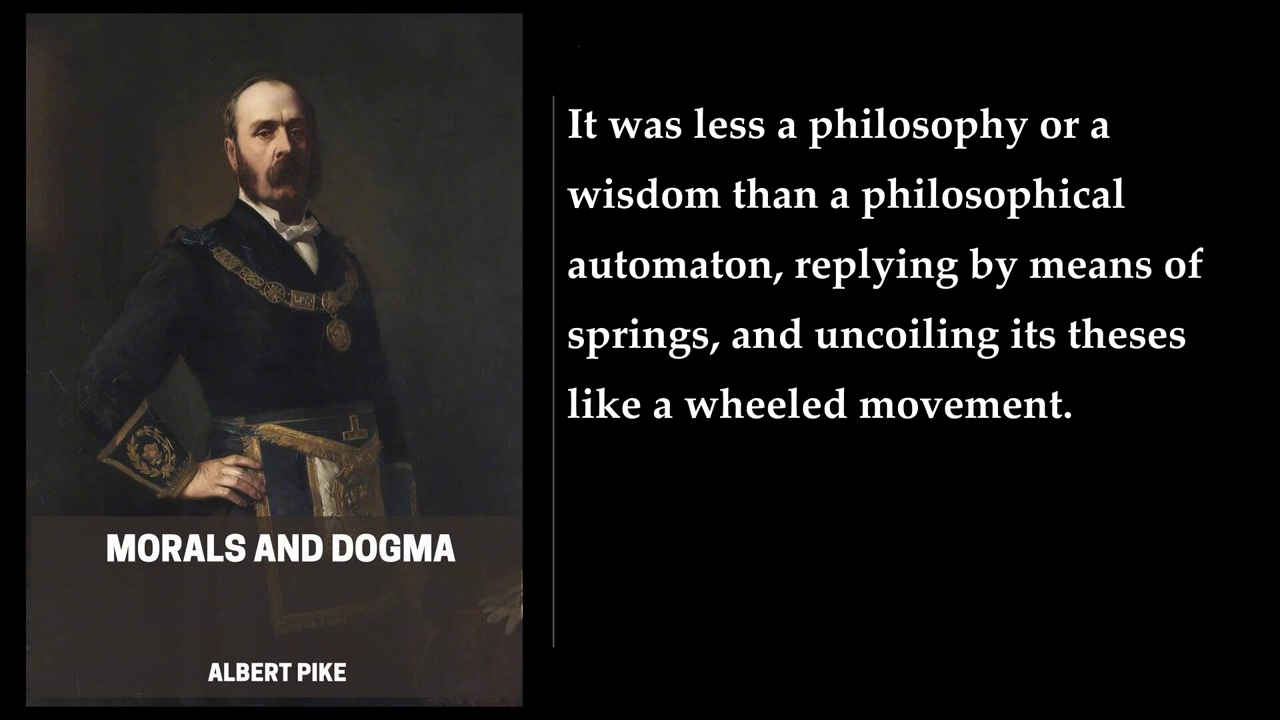 It was less a philosophy or a
wisdom than a philosophical
automaton, replying by means of
springs, and uncoiling its theses
like a wheeled movement.
MORALS AND DOGMA
ALBERT PIKE